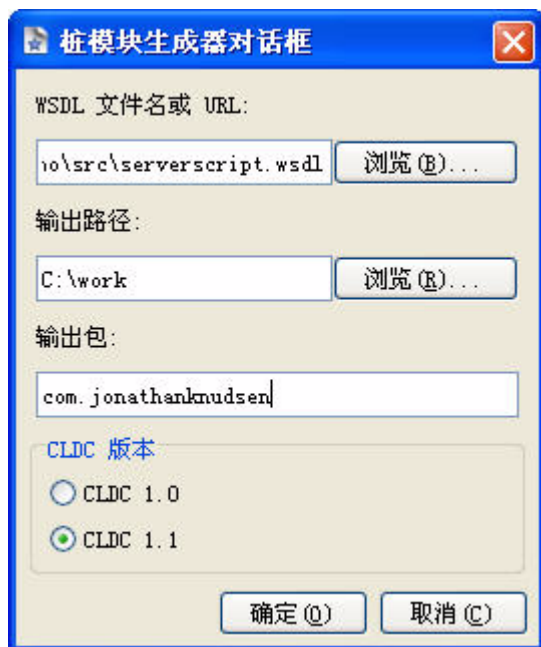 桩模块生成器对话框
WSDL 文件名或 URL:
no\src\serverscript.wsdl 浏览(B)...
输出路径:
C:\work 浏览(R)...
输出包:
com.jonathanknudsen
CLDC 版本
CLDC 1.0
CLDC 1.1
确定(O) 取消(C)